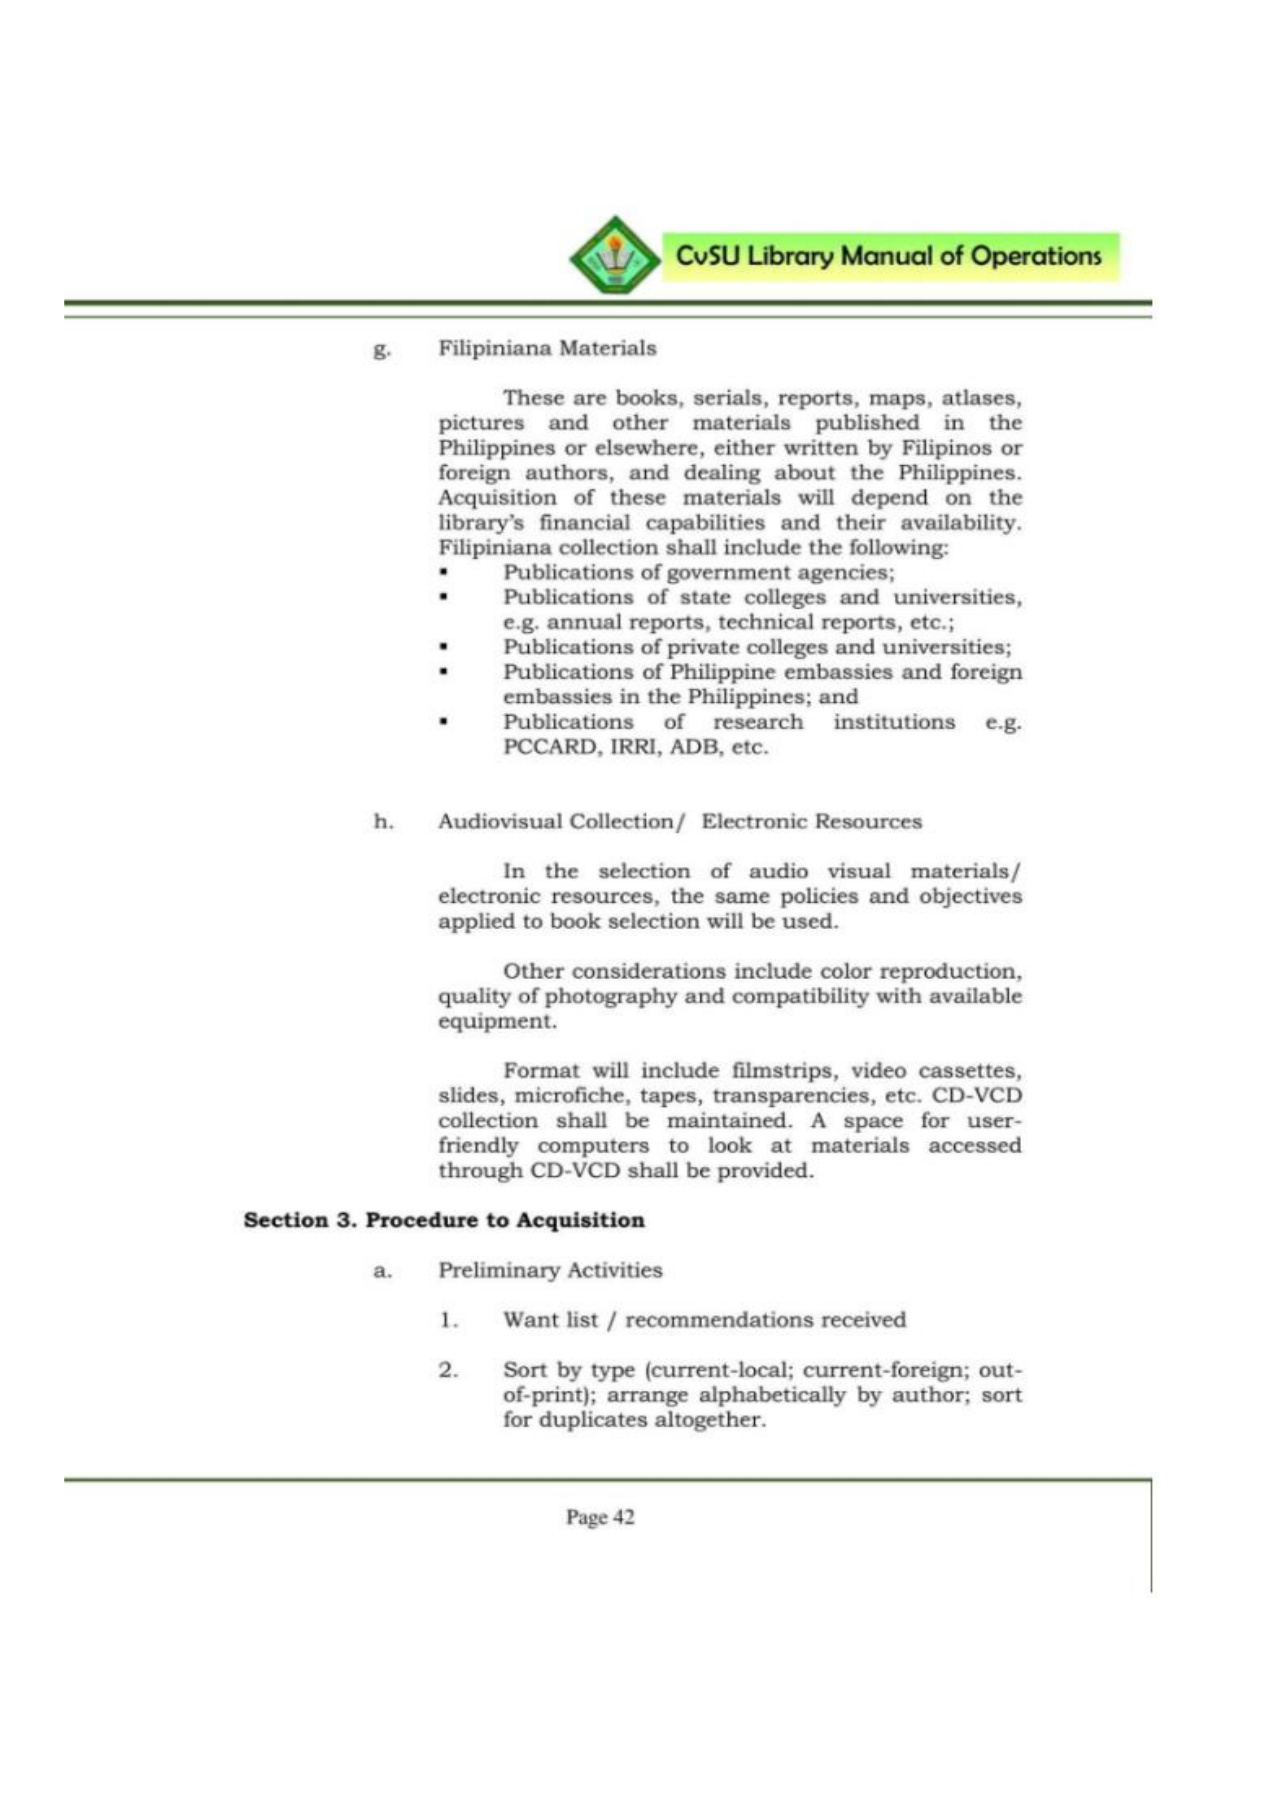 CvSU Library Manual of Operations
g. Filipiniana Materials
These are books, serials, reports, maps, atlases,
pictures and other materials published in the
Philippines or elsewhere, either written by Filipinos or
foreign authors, and dealing about the Philippines.
Acquisition of these materials will depend on the
library's financial capabilities and their availability.
Filipiniana collection shall include the following:
▪ Publications of government agencies;
▪ Publications of state colleges and universities,
e.g. annual reports, technical reports, etc.;
▪ Publications of private colleges and universities;
▪ Publications of Philippine embassies and foreign
embassies in the Philippines; and
▪ Publications of research institutions e.g.
PCCARD, IRRI, ADB, etc.
h. Audiovisual Collection/ Electronic Resources
In the selection of audio visual materials/
electronic resources, the same policies and objectives
applied to book selection will be used.
Other considerations include color reproduction,
quality of photography and compatibility with available
equipment.
Format will include filmstrips, video cassettes,
slides, microfiche, tapes, transparencies, etc. CD-VCD
collection shall be maintained. A space for user-
friendly computers to look at materials accessed
through CD-VCD shall be provided.
Section 3. Procedure to Acquisition
a. Preliminary Activities
1. Want list / recommendations received
2. Sort by type (current-local; current-foreign; out-
of-print); arrange alphabetically by author; sort
for duplicates altogether.
Page 42